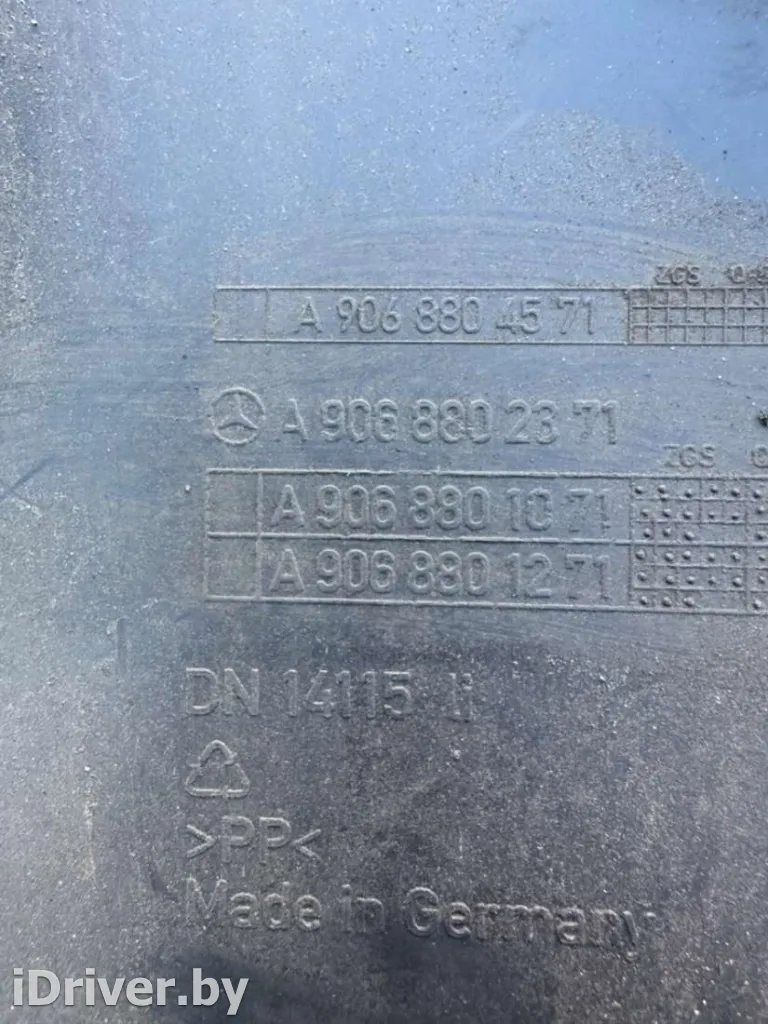 ZGS
A 906 880 45 71
A 906 880 23 71
ZGS
A 906 880 10 71
A 906 880 12 71
DN 14115 li
>PP<
Made in Germany
iDriver.by